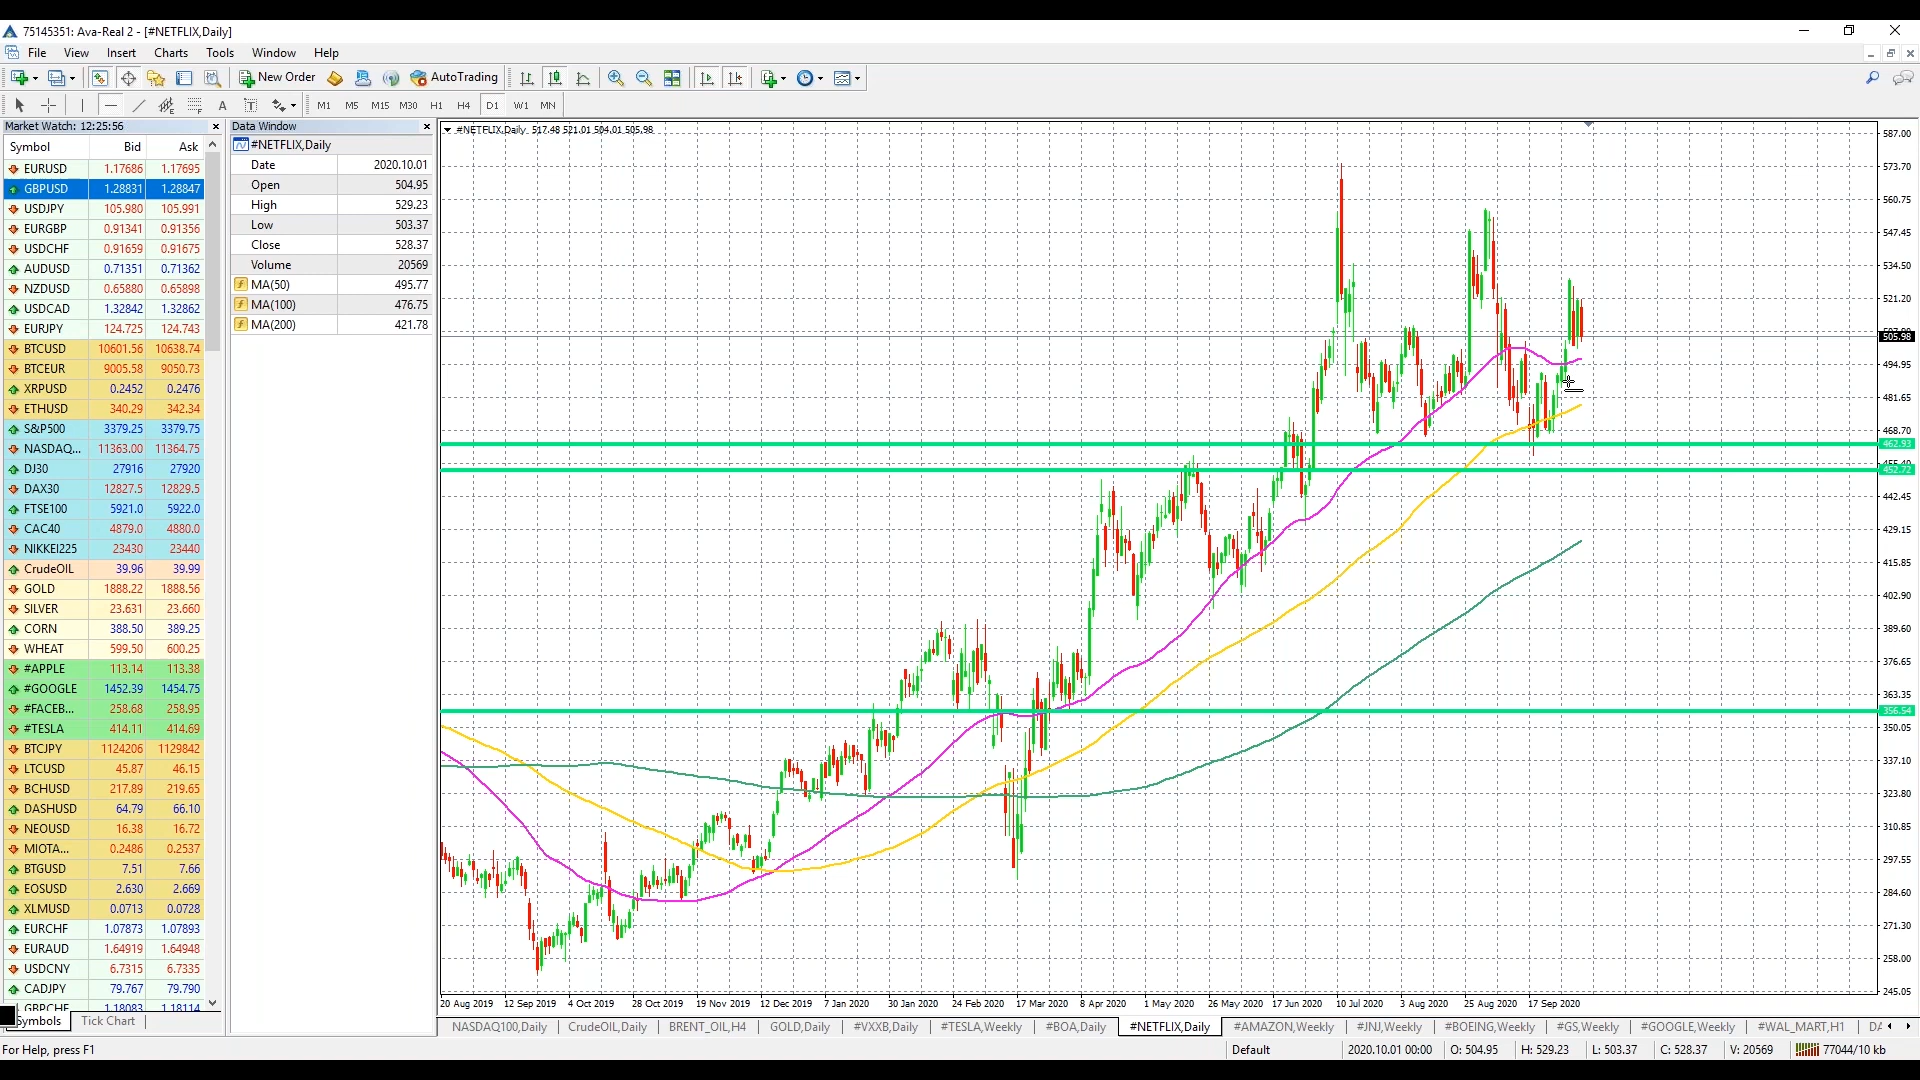 75145351: Ava-Real 2 - [#NETFLIX,Daily]
File View Insert Charts Tools Window Help
New Order AutoTrading
A T M1 M5 M15 M30 H1 H4 D1 W1 MN
Market Watch: 12:25:56
Symbol Bid Ask
EURUSD 1.17686 1.17695
GBPUSD 1.28831 1.28847
USDJPY 105.980 105.991
EURGBP 0.91341 0.91356
USDCHF 0.91659 0.91675
AUDUSD 0.71351 0.71362
NZDUSD 0.65880 0.65898
USDCAD 1.32842 1.32862
EURJPY 124.725 124.743
BTCUSD 10601.56 10638.74
BTCEUR 9005.58 9050.73
XRPUSD 0.2452 0.2476
ETHUSD 340.29 342.34
S&P500 3379.25 3379.75
NASDAQ... 11363.00 11364.75
DJ30 27916 27920
DAX30 12827.5 12829.5
FTSE100 5921.0 5922.0
CAC40 4879.0 4880.0
NIKKEI225 23430 23440
CrudeOIL 39.96 39.99
GOLD 1888.22 1888.56
SILVER 23.631 23.660
CORN 388.50 389.25
WHEAT 599.50 600.25
#APPLE 113.14 113.38
#GOOGLE 1452.39 1454.75
#FACEB... 258.68 258.95
#TESLA 414.11 414.69
BTCJPY 1124206 1129842
LTCUSD 45.87 46.15
BCHUSD 217.89 219.65
DASHUSD 64.79 66.10
NEOUSD 16.38 16.72
MIOTA... 0.2486 0.2537
BTGUSD 7.51 7.66
EOSUSD 2.630 2.669
XLMUSD 0.0713 0.0728
EURCHF 1.07873 1.07893
EURAUD 1.64919 1.64948
USDCNY 6.7315 6.7335
CADJPY 79.767 79.790
GBPCHF 1.18083 1.18114
Symbols Tick Chart
Data Window
#NETFLIX,Daily
Date 2020.10.01
Open 504.95
High 529.23
Low 503.37
Close 528.37
Volume 20569
MA(50) 495.77
MA(100) 476.75
MA(200) 421.78
#NETFLIX,Daily 517.48 521.01 504.01 505.98
587.00
573.70
560.75
547.45
534.50
521.20
505.98
494.95
481.65
468.70
462.93
452.72
442.45
429.15
415.85
402.90
389.60
376.65
363.35
356.54
350.05
337.10
323.80
310.85
297.55
284.60
271.30
258.00
245.05
20 Aug 2019 12 Sep 2019 4 Oct 2019 28 Oct 2019 19 Nov 2019 12 Dec 2019 7 Jan 2020 30 Jan 2020 24 Feb 2020 17 Mar 2020 8 Apr 2020 1 May 2020 26 May 2020 17 Jun 2020 10 Jul 2020 3 Aug 2020 25 Aug 2020 17 Sep 2020
NASDAQ100,Daily CrudeOIL,Daily BRENT_OIL,H4 GOLD,Daily #VXXB,Daily #TESLA,Weekly #BOA,Daily #NETFLIX,Daily #AMAZON,Weekly #JNJ,Weekly #BOEING,Weekly #GS,Weekly #GOOGLE,Weekly #WAL_MART,H1 DA
For Help, press F1 Default 2020.10.01 00:00 O: 504.95 H: 529.23 L: 503.37 C: 528.37 V: 20569 77044/10 kb